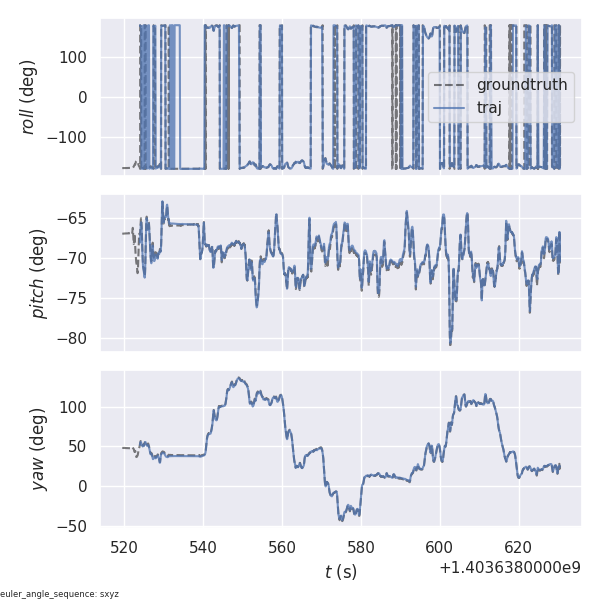 100
0
−100
roll (deg)
groundtruth
traj
−65
−70
−75
−80
pitch (deg)
100
50
0
−50
yaw (deg)
520 540 560 580 600 620
t (s)
+1.4036380000e9
euler_angle_sequence: sxyz